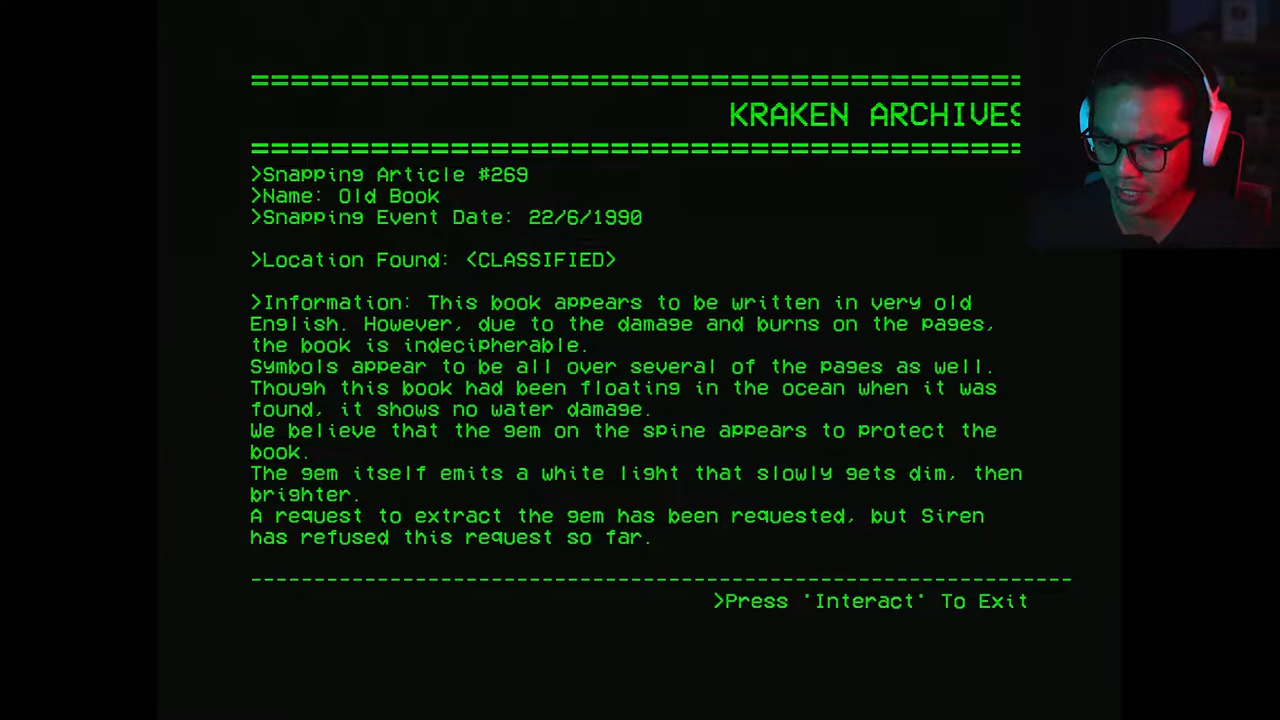 ========================================
KRAKEN ARCHIVES
========================================
>Snapping Article #269
>Name: Old Book
>Snapping Event Date: 22/6/1990
>Location Found: <CLASSIFIED>
>Information: This book appears to be written in very old
English. However, due to the damage and burns on the pages,
the book is indecipherable.
Symbols appear to be all over several of the pages as well.
Though this book had been floating in the ocean when it was
found, it shows no water damage.
We believe that the gem on the spine appears to protect the
book.
The gem itself emits a white light that slowly gets dim, then
brighter.
A request to extract the gem has been requested, but Siren
has refused this request so far.
------------------------------------------------------------------
>Press 'Interact' To Exit